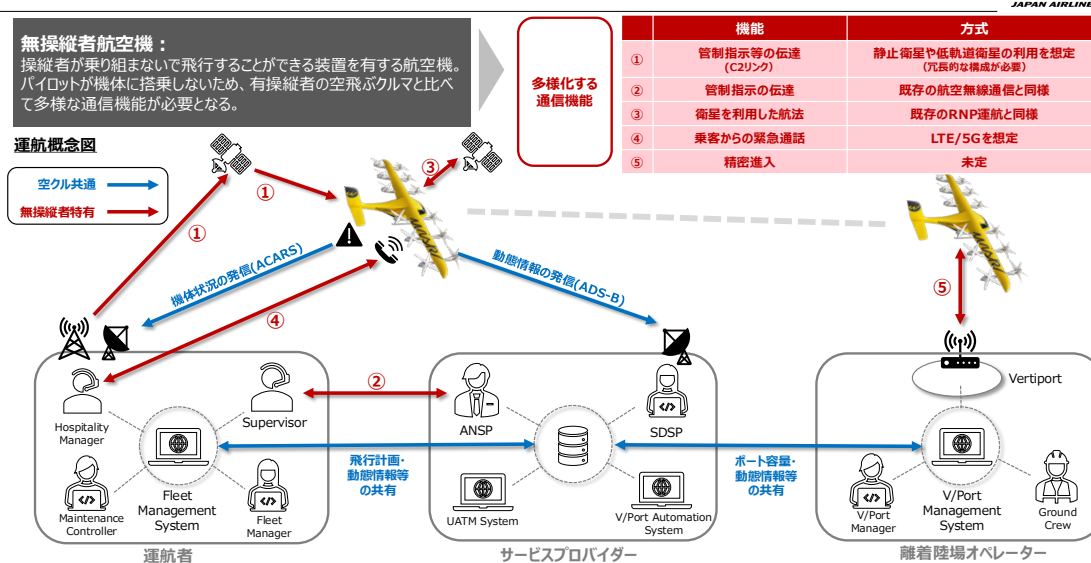 JAPAN AIRLINE
無操縦者航空機：
操縦者が乗り組まないで飛行することができる装置を有する航空機。
パイロットが機体に搭乗しないため、有操縦者の空飛ぶクルマと比べ
て多様な通信機能が必要となる。
多様化する
通信機能
機能 方式
① 管制指示等の伝達 静止衛星や低軌道衛星の利用を想定
(C2リンク) (冗長的な構成が必要)
② 管制指示の伝達 既存の航空無線通信と同様
③ 衛星を利用した航法 既存のRNP運航と同様
④ 乗客からの緊急通話 LTE/5Gを想定
⑤ 精密進入 未定
運航概念図
空クル共通
無操縦者特有
①
①
③
機体状況の発信(ACARS)
動態情報の発信(ADS-B)
④
⑤
②
Hospitality
Manager
Supervisor
Fleet
Management
System
Maintenance
Controller
Fleet
Manager
運航者
飛行計画・
動態情報等
の共有
ANSP
SDSP
UATM System
V/Port Automation
System
サービスプロバイダー
ポート容量・
動態情報等
の共有
Vertiport
V/Port
Manager
V/Port
Management
System
Ground
Crew
離着陸場オペレーター